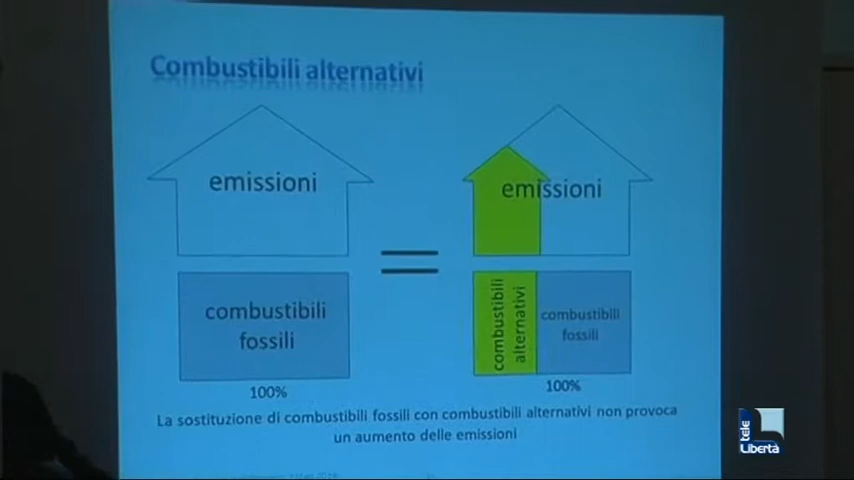 Combustibili alternativi
emissioni
emissioni
combustibili
fossili
combustibili
alternativi
combustibili
fossili
100%
100%
La sostituzione di combustibili fossili con combustibili alternativi non provoca
un aumento delle emissioni
tele
Libertà